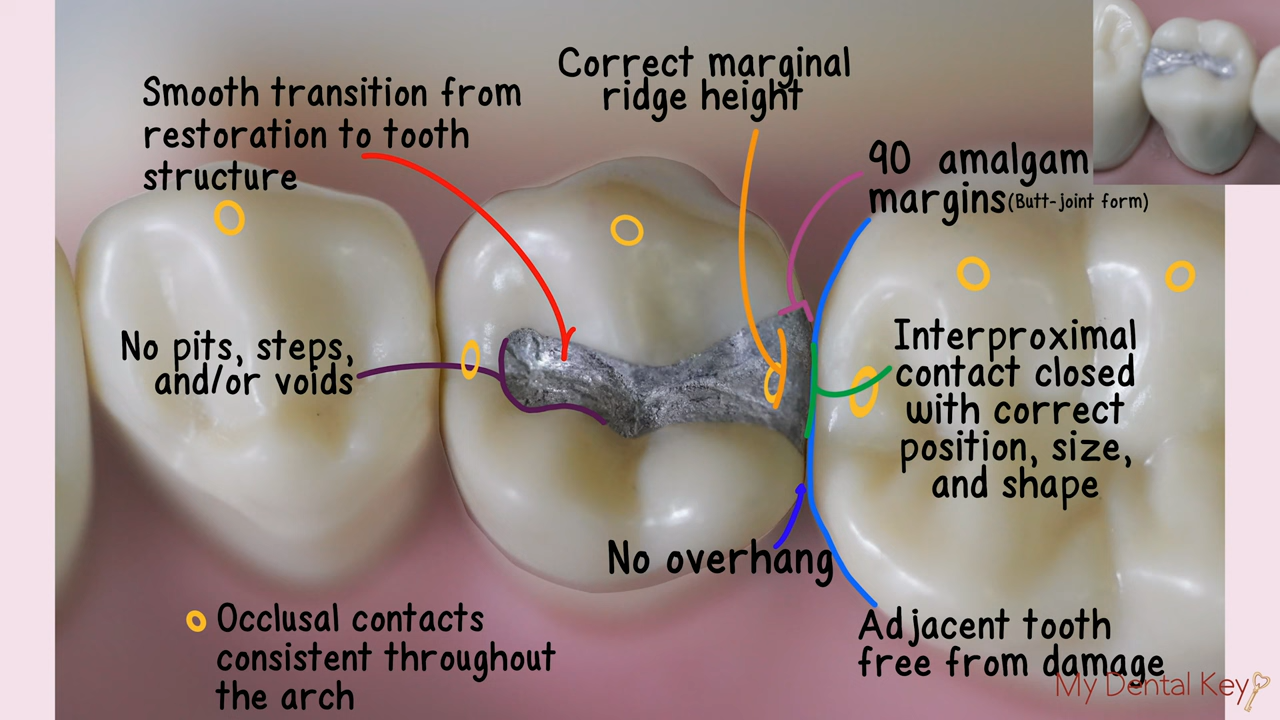 Smooth transition from
restoration to tooth
structure
Correct marginal
ridge height
90 amalgam
margins(Butt-joint form)
No pits, steps,
and/or voids
Interproximal
contact closed
with correct
position, size,
and shape
No overhang
Occlusal contacts
consistent throughout
the arch
Adjacent tooth
free from damage
My Dental Key